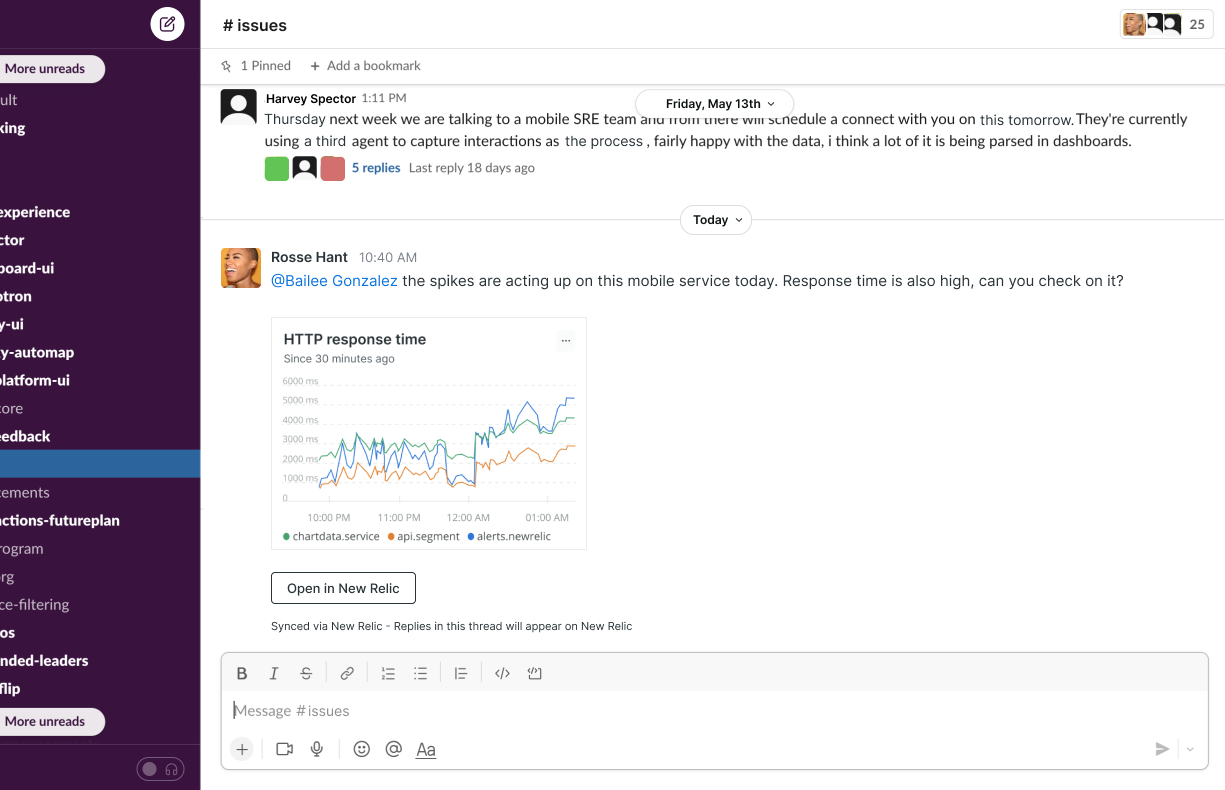 # issues
25
More unreads
1 Pinned
Add a bookmark
ult
king
experience
ctor
board-ui
otron
y-ui
ty-automap
platform-ui
core
eedback
cements
actions-futureplan
rogram
org
ce-filtering
os
nded-leaders
flip
More unreads
Harvey Spector 1:11 PM
Friday, May 13th
Thursday next week we are talking to a mobile SRE team and from there will schedule a connect with you on this tomorrow. They're currently
using a third agent to capture interactions as the process , fairly happy with the data, i think a lot of it is being parsed in dashboards.
5 replies Last reply 18 days ago
Today
Rosse Hant 10:40 AM
@Bailee Gonzalez the spikes are acting up on this mobile service today. Response time is also high, can you check on it?
HTTP response time
...
Since 30 minutes ago
6000 ms
5000 ms
4000 ms
3000 ms
2000 ms
1000 ms
0
10:00 PM 11:00 PM 12:00 AM 01:00 AM
chartdata.service api.segment alerts.newrelic
Open in New Relic
Synced via New Relic - Replies in this thread will appear on New Relic
B I S
Message #issues
+ @ Aa